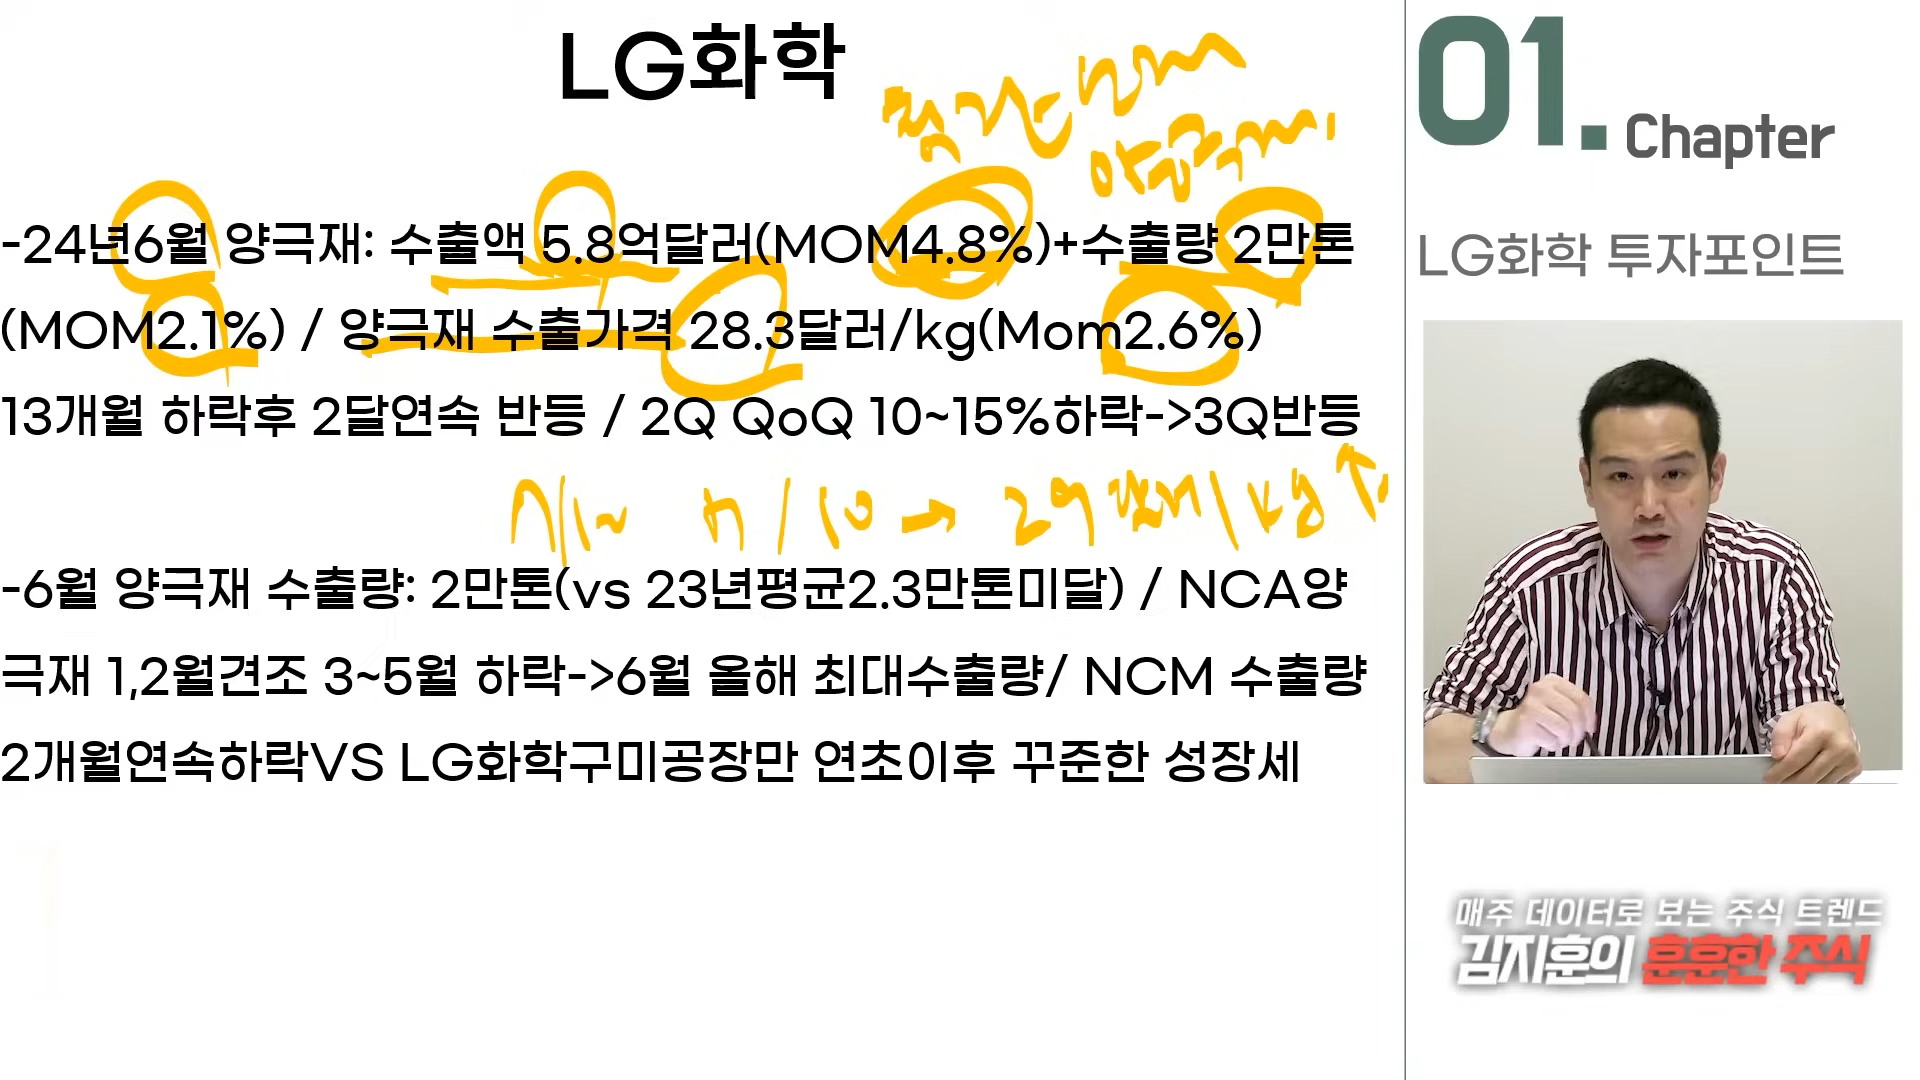 LG화학
-24년6월 양극재: 수출액 5.8억달러(MOM4.8%)+수출량 2만톤
(MOM2.1%) / 양극재 수출가격 28.3달러/kg(Mom2.6%)
13개월 하락후 2달연속 반등 / 2Q QoQ 10~15%하락->3Q반등
7/1~ 7/10 → 29달러/kg ↑
-6월 양극재 수출량: 2만톤(vs 23년평균2.3만톤미달) / NCA양
극재 1,2월견조 3~5월 하락->6월 올해 최대수출량/ NCM 수출량
2개월연속하락VS LG화학구미공장만 연초이후 꾸준한 성장세
01. Chapter
LG화학 투자포인트
매주 데이터로 보는 주식 트렌드
김지훈의 훈훈한 주식